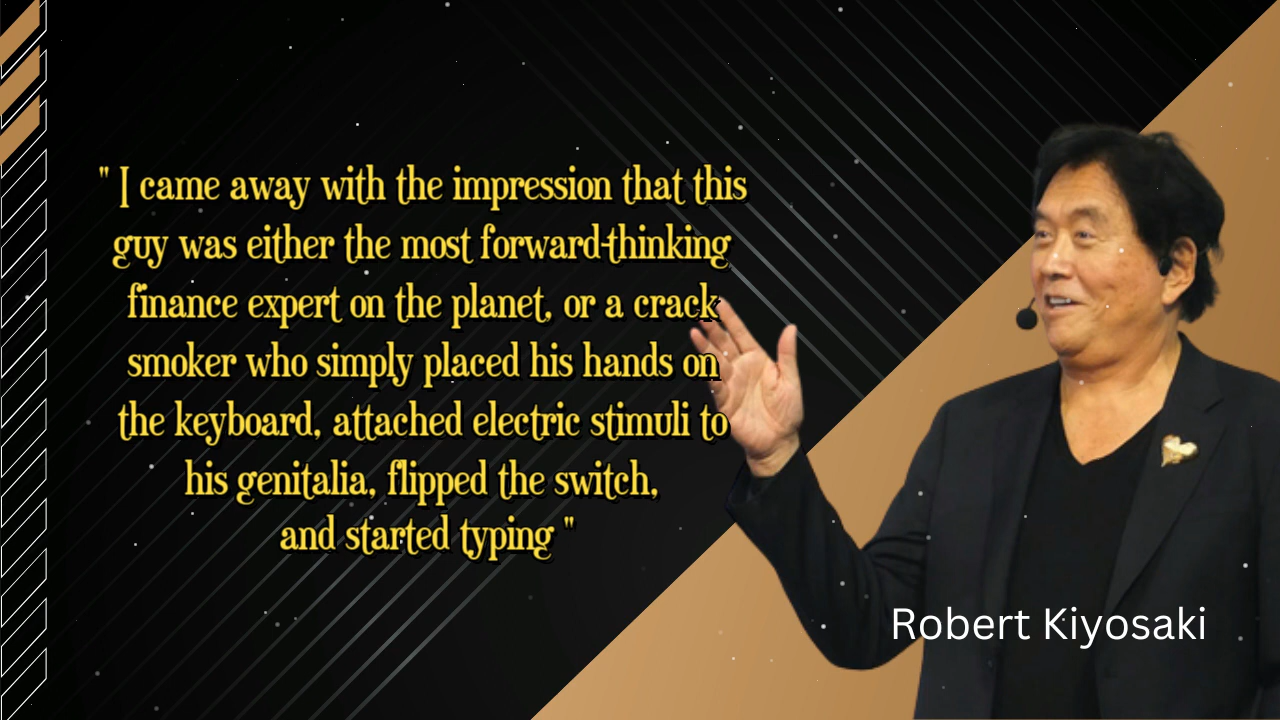 " I came away with the impression that this
guy was either the most forward-thinking
finance expert on the planet, or a crack
smoker who simply placed his hands on
the keyboard, attached electric stimuli to
his genitalia, flipped the switch,
and started typing "
Robert Kiyosaki